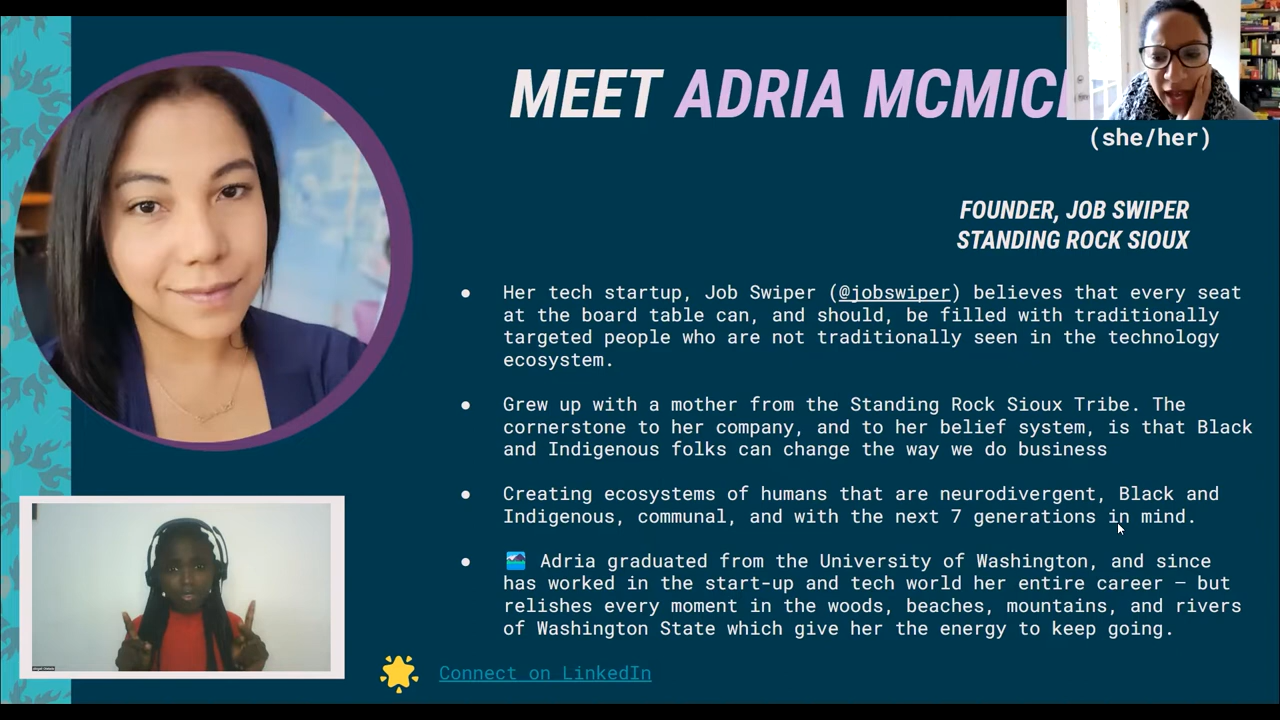 MEET ADRIA MCMIC
(she/her)
FOUNDER, JOB SWIPER
STANDING ROCK SIOUX
● Her tech startup, Job Swiper (@jobswiper) believes that every seat
at the board table can, and should, be filled with traditionally
targeted people who are not traditionally seen in the technology
ecosystem.
● Grew up with a mother from the Standing Rock Sioux Tribe. The
cornerstone to her company, and to her belief system, is that Black
and Indigenous folks can change the way we do business
● Creating ecosystems of humans that are neurodivergent, Black and
Indigenous, communal, and with the next 7 generations in mind.
● Adria graduated from the University of Washington, and since
has worked in the start-up and tech world her entire career – but
relishes every moment in the woods, beaches, mountains, and rivers
of Washington State which give her the energy to keep going.
Connect on LinkedIn